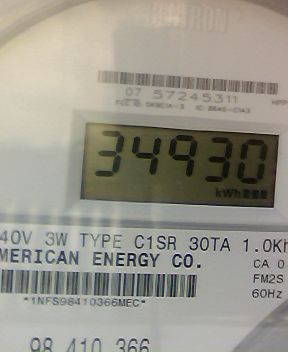 07 57245311
34930
kWh
40V 3W TYPE C1SR 30TA 1.0Kh
MERICAN ENERGY CO.
CA 0
FM2S
60Hz
*1NFS98410366MEC*
98 410 366